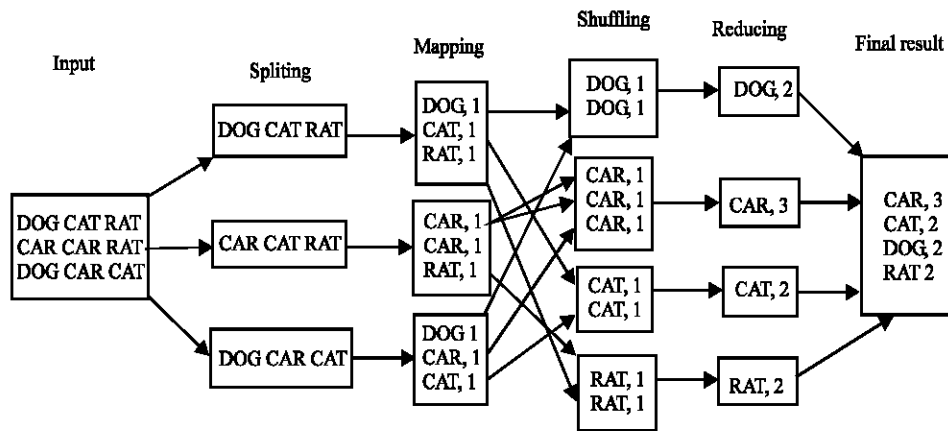 Input
Spliting
Mapping
Shuffling
Reducing
Final result
DOG CAT RAT
CAR CAR RAT
DOG CAR CAT
DOG CAT RAT
CAR CAT RAT
DOG CAR CAT
DOG, 1
CAT, 1
RAT, 1
CAR, 1
CAR, 1
RAT, 1
DOG 1
CAR, 1
CAT, 1
DOG, 1
DOG, 1
CAR, 1
CAR, 1
CAR, 1
CAT, 1
CAT, 1
RAT, 1
RAT, 1
DOG, 2
CAR, 3
CAT, 2
RAT, 2
CAR, 3
CAT, 2
DOG, 2
RAT 2